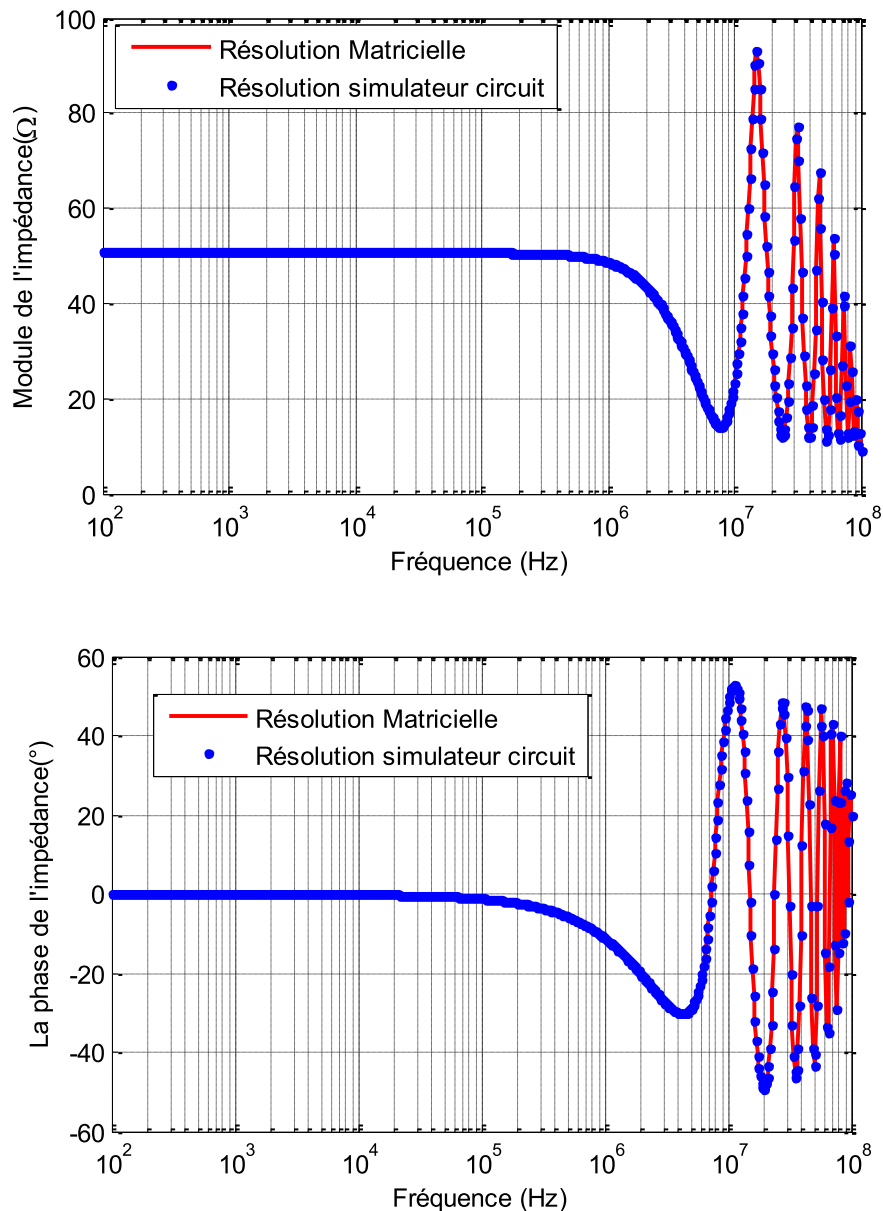 100
80
60
40
20
0
Module de l'impédance(Ω)
Résolution Matricielle
Résolution simulateur circuit
10^2 10^3 10^4 10^5 10^6 10^7 10^8
Fréquence (Hz)
60
40
20
0
-20
-40
-60
La phase de l'impédance(°)
Résolution Matricielle
Résolution simulateur circuit
10^2 10^3 10^4 10^5 10^6 10^7 10^8
Fréquence (Hz)